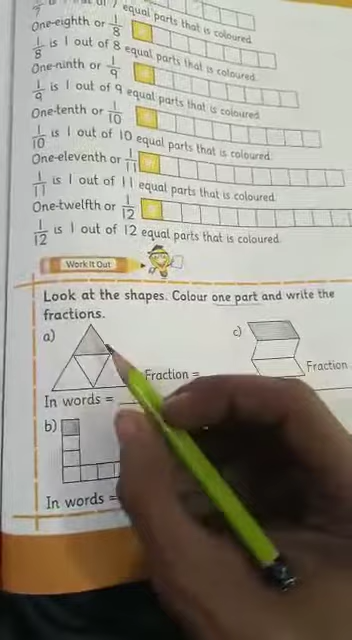 equal parts that is coloured
One-eighth or 1/8
1/8 is 1 out of 8 equal parts that is coloured
One-ninth or 1/9
1/9 is 1 out of 9 equal parts that is coloured
One-tenth or 1/10
1/10 is 1 out of 10 equal parts that is coloured
One-eleventh or 1/11
1/11 is 1 out of 11 equal parts that is coloured.
One-twelfth or 1/12
1/12 is 1 out of 12 equal parts that is coloured.
Work It Out
Look at the shapes. Colour one part and write the
fractions.
a)
c)
Fraction =
Fraction
In words =
b)
In words =